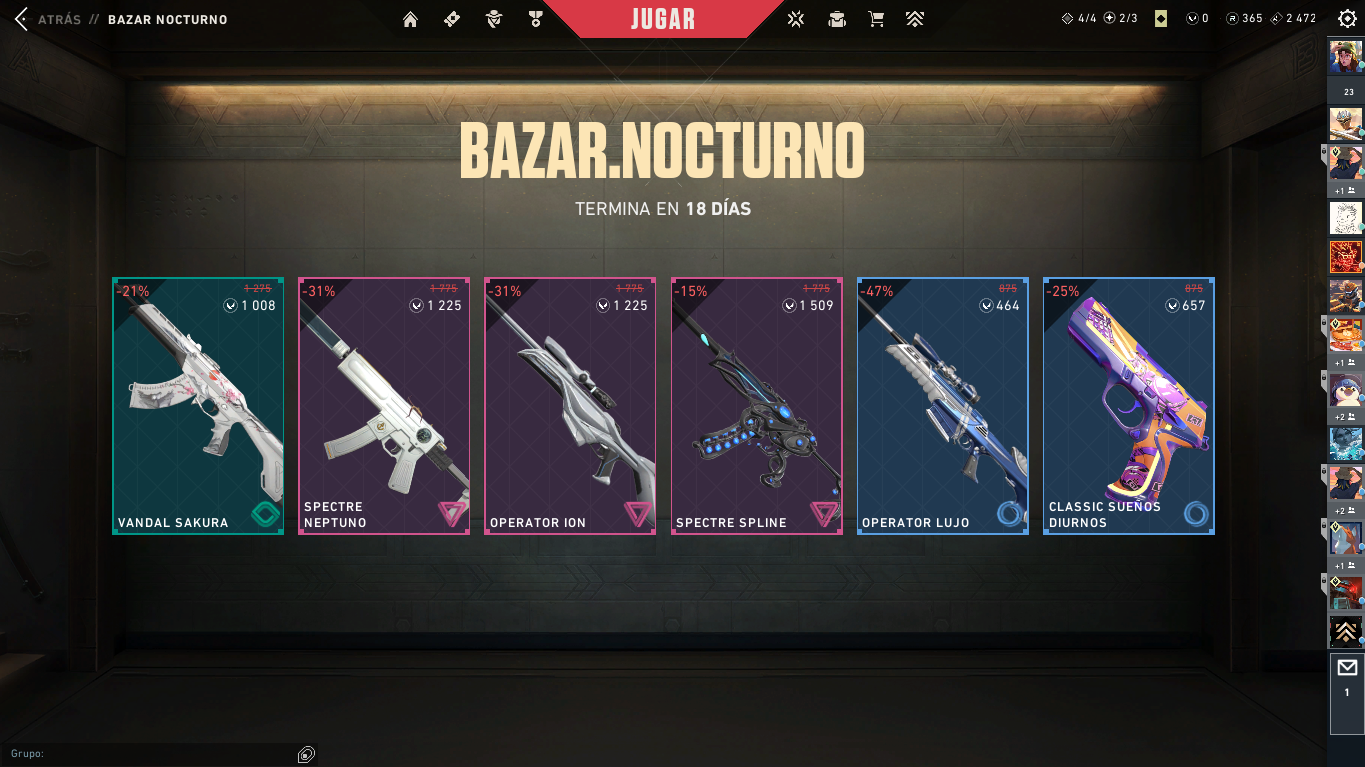 ATRÁS // BAZAR NOCTURNO
JUGAR
4/4 2/3 0 365 2 472
BAZAR.NOCTURNO
TERMINA EN 18 DÍAS
-21% 1 275
1 008
VANDAL SAKURA
-31% 1 775
1 225
SPECTRE
NEPTUNO
-31% 1 775
1 225
OPERATOR ION
-15% 1 775
1 509
SPECTRE SPLINE
-47% 875
464
OPERATOR LUJO
-25% 875
657
CLASSIC SUEÑOS
DIURNOS
23
+1
+1
+2
+2
+1
1
Grupo: